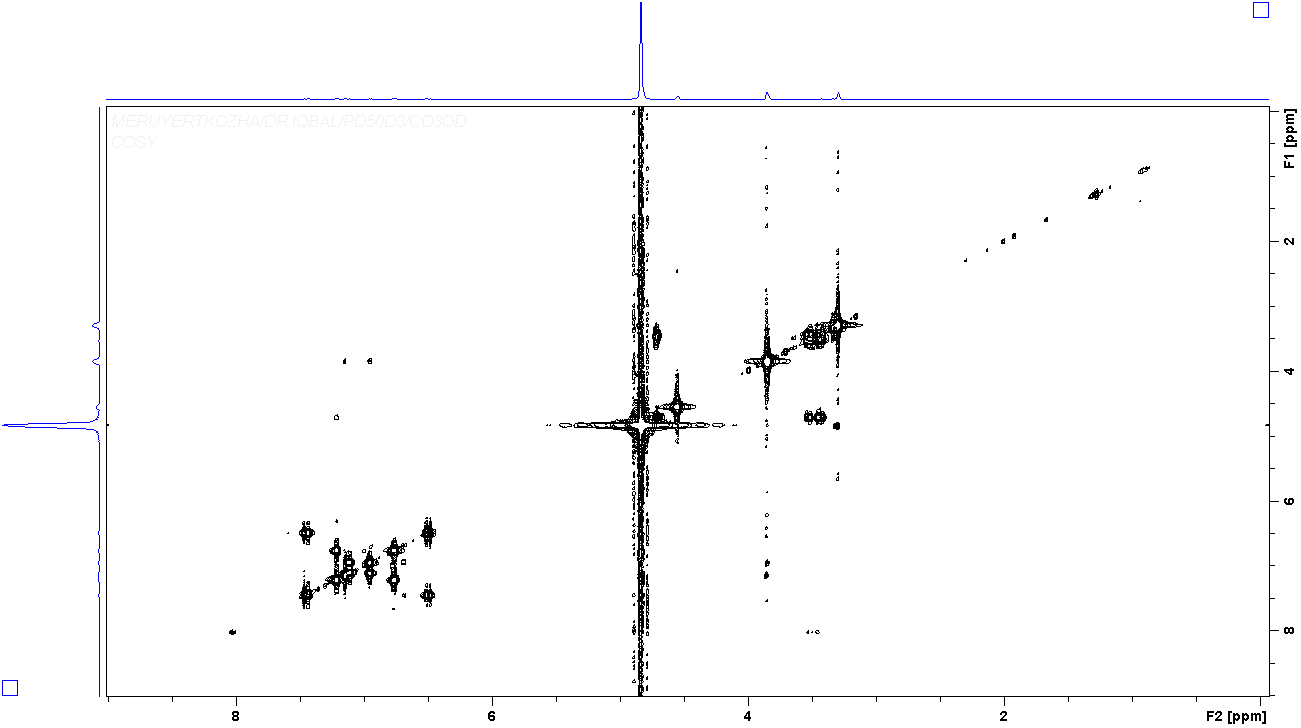 MERUYERTKOZHA/DR IQBAL/PD50D3/CD3OD
COSY
F1 [ppm]
2
4
6
8
8
6
4
2
F2 [ppm]